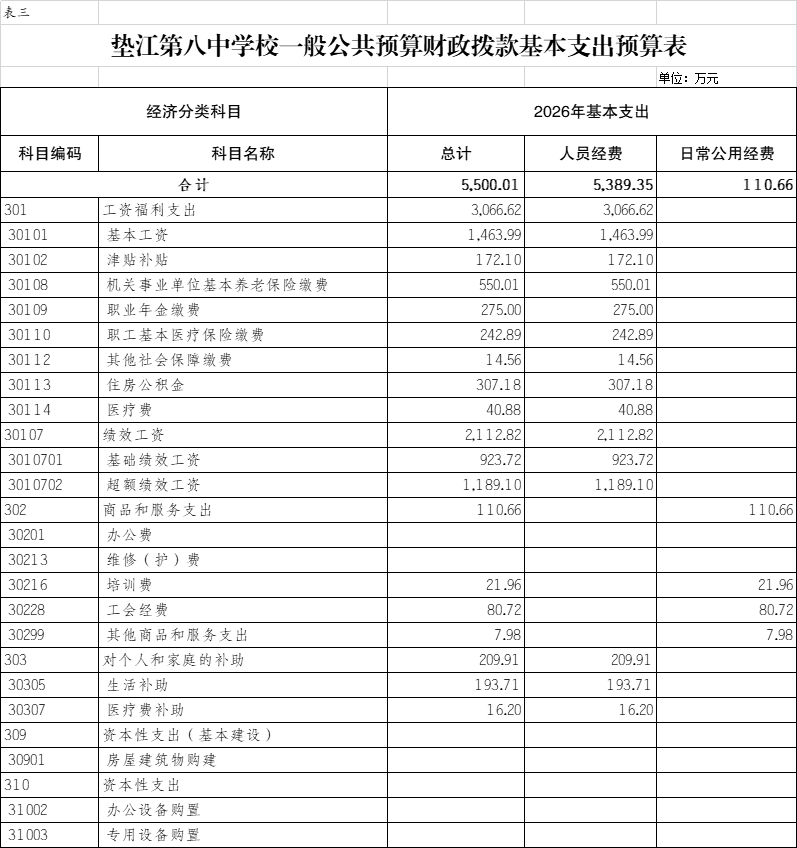 表三
垫江第八中学校一般公共预算财政拨款基本支出预算表
单位：万元
经济分类科目 2026年基本支出
科目编码 科目名称 总计 人员经费 日常公用经费
合计 5,500.01 5,389.35 110.66
301 工资福利支出 3,066.62 3,066.62
30101 基本工资 1,463.99 1,463.99
30102 津贴补贴 172.10 172.10
30108 机关事业单位基本养老保险缴费 550.01 550.01
30109 职业年金缴费 275.00 275.00
30110 职工基本医疗保险缴费 242.89 242.89
30112 其他社会保障缴费 14.56 14.56
30113 住房公积金 307.18 307.18
30114 医疗费 40.88 40.88
30107 绩效工资 2,112.82 2,112.82
3010701 基础绩效工资 923.72 923.72
3010702 超额绩效工资 1,189.10 1,189.10
302 商品和服务支出 110.66 110.66
30201 办公费
30213 维修（护）费
30216 培训费 21.96 21.96
30228 工会经费 80.72 80.72
30299 其他商品和服务支出 7.98 7.98
303 对个人和家庭的补助 209.91 209.91
30305 生活补助 193.71 193.71
30307 医疗费补助 16.20 16.20
309 资本性支出（基本建设）
30901 房屋建筑物购建
310 资本性支出
31002 办公设备购置
31003 专用设备购置